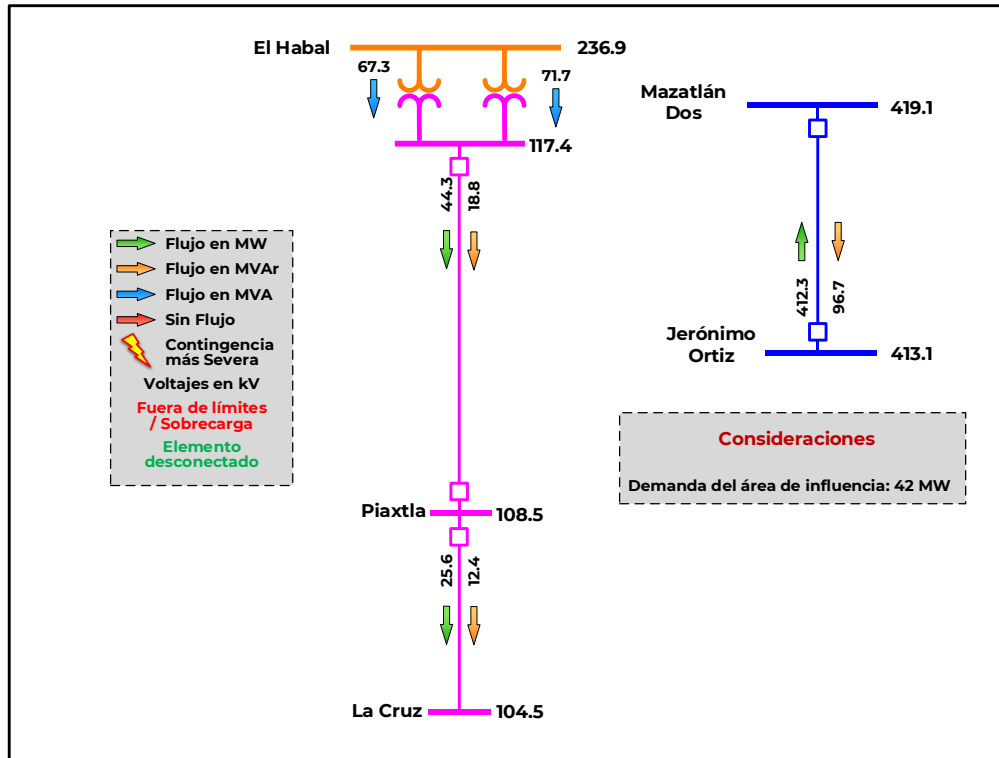 El Habal
236.9
67.3
71.7
117.4
44.3
18.8
Mazatlán
Dos
419.1
412.3
96.7
Jerónimo
Ortiz
413.1
Flujo en MW
Flujo en MVAr
Flujo en MVA
Sin Flujo
Contingencia
más Severa
Voltajes en kV
Fuera de límites
/ Sobrecarga
Elemento
desconectado
Consideraciones
Demanda del área de influencia: 42 MW
Piaxtla
108.5
25.6
12.4
La Cruz
104.5